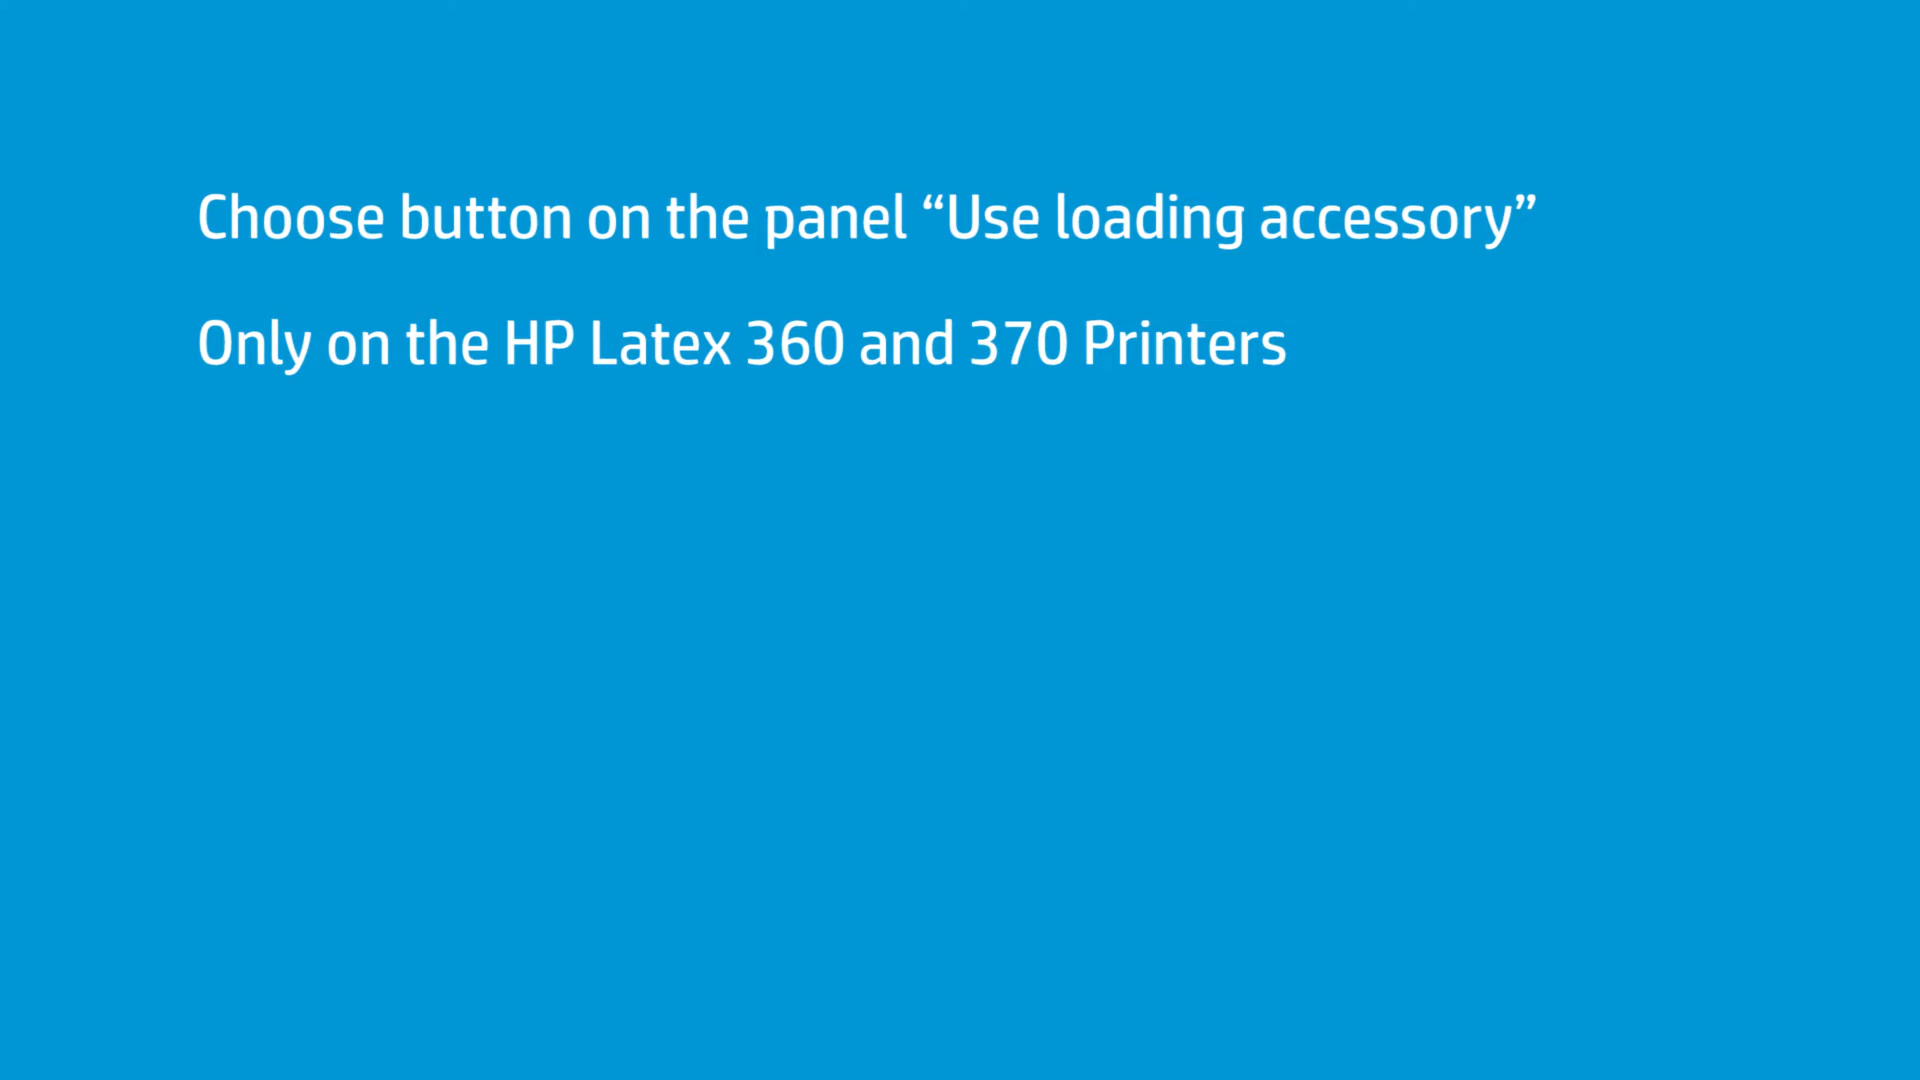 Choose button on the panel “Use loading accessory”
Only on the HP Latex 360 and 370 Printers